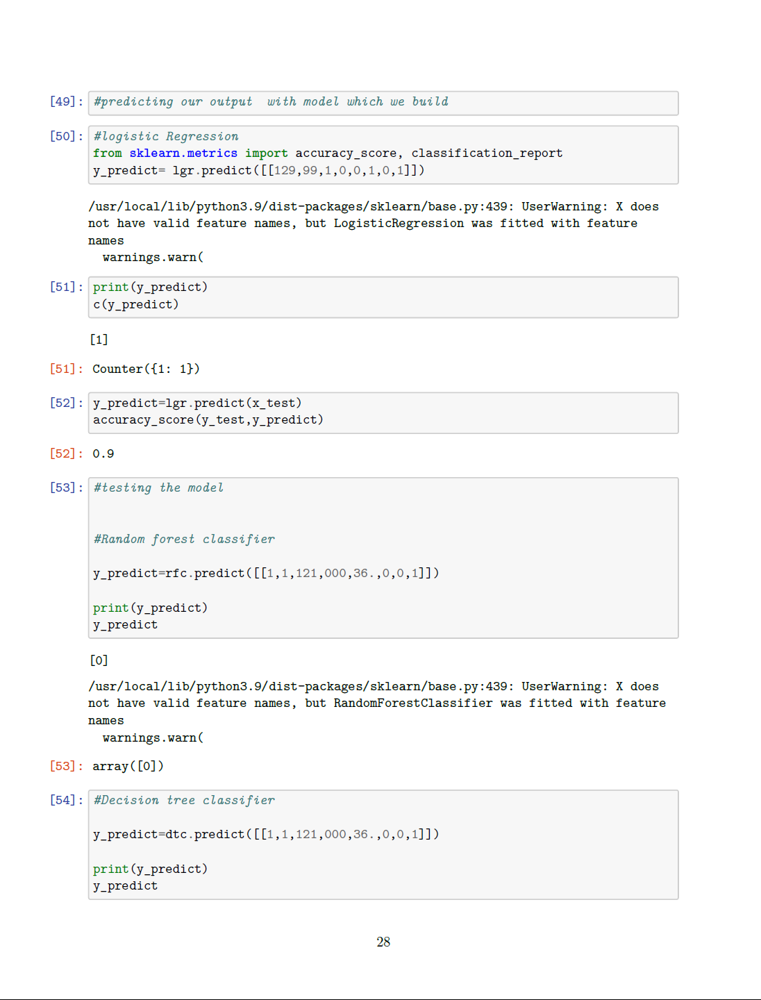 [49]: #predicting our output  with model which we build
[50]: #logistic Regression
from sklearn.metrics import accuracy_score, classification_report
y_predict= lgr.predict([[129,99,1,0,0,1,0,1]])
/usr/local/lib/python3.9/dist-packages/sklearn/base.py:439: UserWarning: X does
not have valid feature names, but LogisticRegression was fitted with feature
names
  warnings.warn(
[51]: print(y_predict)
c(y_predict)
[1]
[51]: Counter({1: 1})
[52]: y_predict=lgr.predict(x_test)
accuracy_score(y_test,y_predict)
[52]: 0.9
[53]: #testing the model
#Random forest classifier
y_predict=rfc.predict([[1,1,121,000,36.,0,0,1]])
print(y_predict)
y_predict
[0]
/usr/local/lib/python3.9/dist-packages/sklearn/base.py:439: UserWarning: X does
not have valid feature names, but RandomForestClassifier was fitted with feature
names
  warnings.warn(
[53]: array([0])
[54]: #Decision tree classifier
y_predict=dtc.predict([[1,1,121,000,36.,0,0,1]])
print(y_predict)
y_predict
28